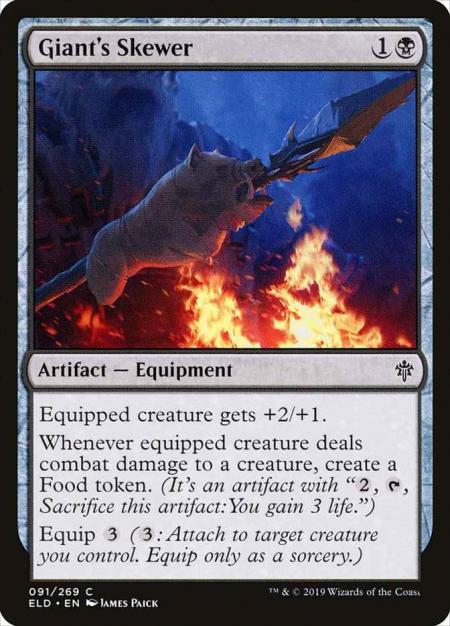 Giant's Skewer 1
Artifact — Equipment
Equipped creature gets +2/+1.
Whenever equipped creature deals
combat damage to a creature, create a
Food token. (It's an artifact with “2, ,
Sacrifice this artifact: You gain 3 life.”)
Equip 3 (3: Attach to target creature
you control. Equip only as a sorcery.)
091/269 C
ELD • EN James Paick
™ & © 2019 Wizards of the Coast